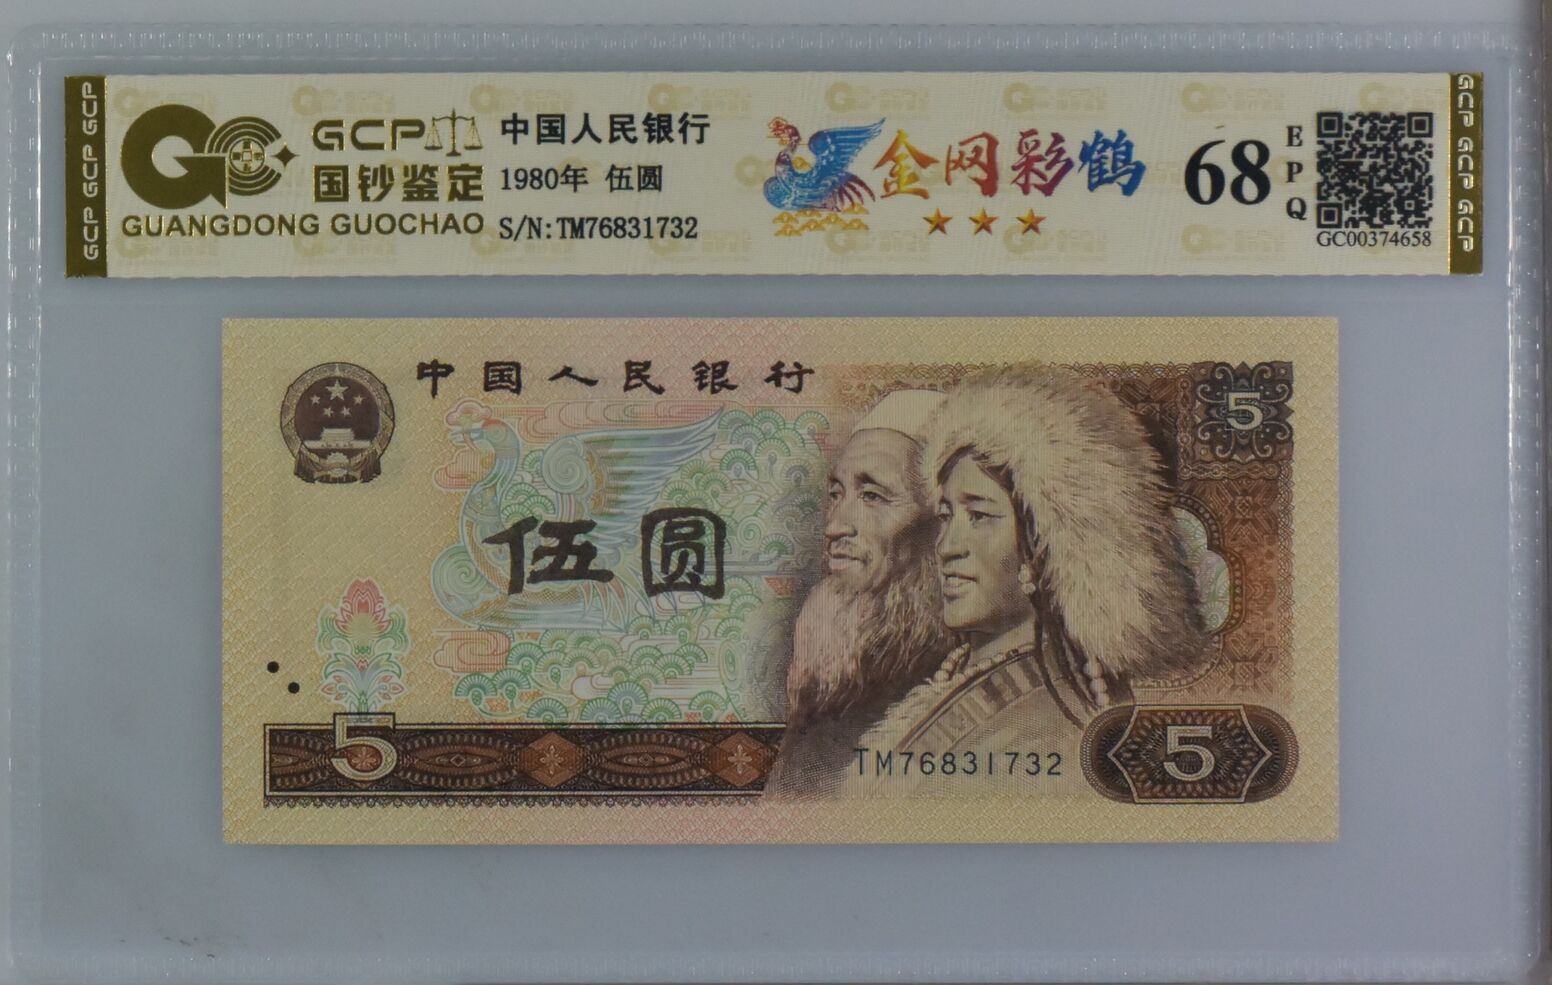 GCP GCP GCP
GCP
国钞鉴定
GUANGDONG GUOCHAO
中国人民银行
1980年 伍圆
S/N:TM76831732
金网彩鹤
★★★
68
EPQ
GC00374658
GCP GCP GCP
中国人民银行
5
伍圆
5
TM76831732
5